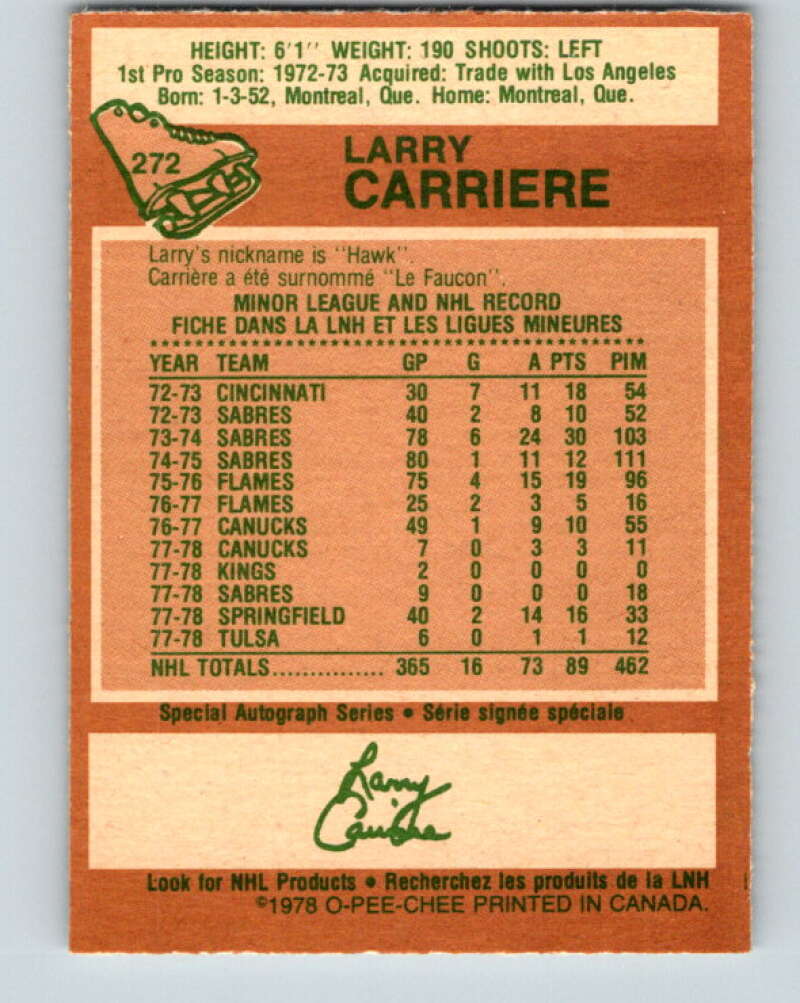 HEIGHT: 6'1'' WEIGHT: 190 SHOOTS: LEFT
1st Pro Season: 1972-73 Acquired: Trade with Los Angeles
Born: 1-3-52, Montreal, Que. Home: Montreal, Que.
272
LARRY
CARRIERE
Larry's nickname is ''Hawk''.
Carrière a été surnommé ''Le Faucon''.
MINOR LEAGUE AND NHL RECORD
FICHE DANS LA LNH ET LES LIGUES MINEURES
YEAR TEAM GP G A PTS PIM
72-73 CINCINNATI 30 7 11 18 54
72-73 SABRES 40 2 8 10 52
73-74 SABRES 78 6 24 30 103
74-75 SABRES 80 1 11 12 111
75-76 FLAMES 75 4 15 19 96
76-77 FLAMES 25 2 3 5 16
76-77 CANUCKS 49 1 9 10 55
77-78 CANUCKS 7 0 3 3 11
77-78 KINGS 2 0 0 0 0
77-78 SABRES 9 0 0 0 18
77-78 SPRINGFIELD 40 2 14 16 33
77-78 TULSA 6 0 1 1 12
NHL TOTALS................ 365 16 73 89 462
Special Autograph Series • Série signée spéciale
Larry
Carriere
Look for NHL Products • Recherchez les produits de la LNH
©1978 O-PEE-CHEE PRINTED IN CANADA.